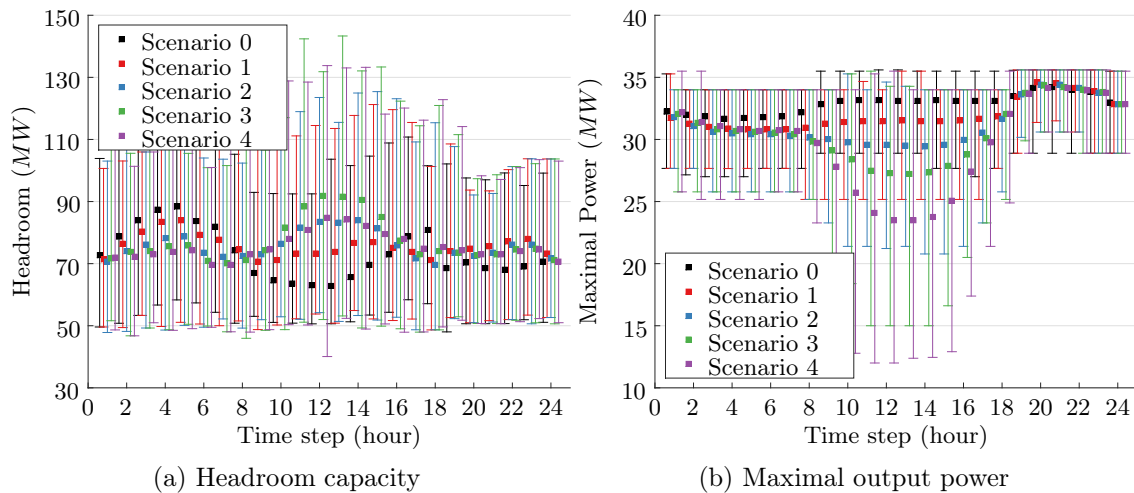 150
130
110
90
70
50
30
Headroom (MW)
Scenario 0
Scenario 1
Scenario 2
Scenario 3
Scenario 4
0 2 4 6 8 10 12 14 16 18 20 22 24
Time step (hour)
(a) Headroom capacity
40
35
30
25
20
15
10
Maximal Power (MW)
Scenario 0
Scenario 1
Scenario 2
Scenario 3
Scenario 4
0 2 4 6 8 10 12 14 16 18 20 22 24
Time step (hour)
(b) Maximal output power